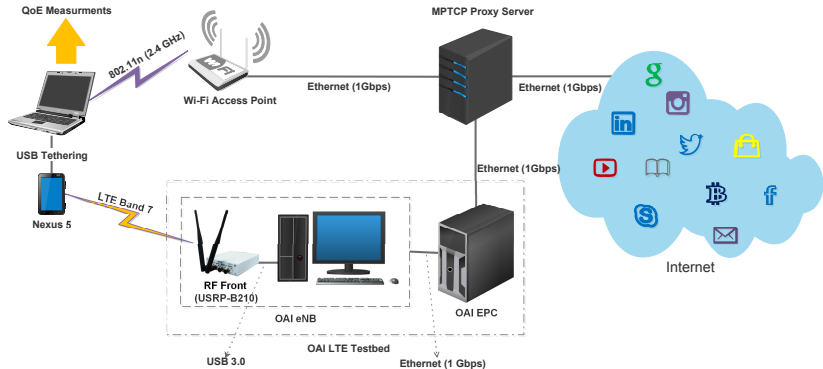 QoE Measurments
MPTCP Proxy Server
802.11n (2.4 GHz)
WiFi
Wi-Fi Access Point
Ethernet (1Gbps)
Ethernet (1Gbps)
g
in
USB Tethering
Ethernet (1Gbps)
LTE Band 7
Nexus 5
B
f
S
Internet
RF Front
(USRP-B210)
OAI eNB
OAI EPC
OAI LTE Testbed
USB 3.0
Ethernet (1 Gbps)